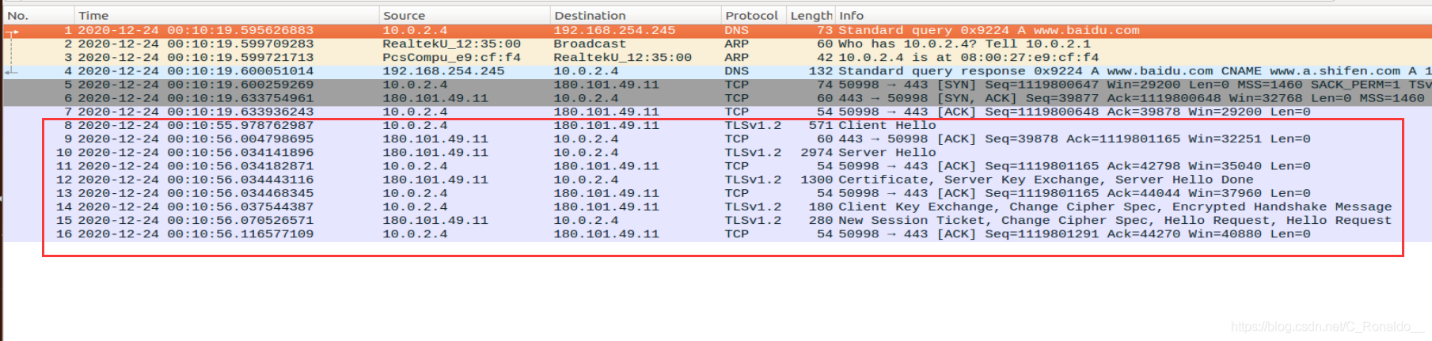 No. Time Source Destination Protocol Length Info
1 2020-12-24 00:10:19.595626883 10.0.2.4 192.168.254.245 DNS 73 Standard query 0x9224 A www.baidu.com
2 2020-12-24 00:10:19.599709283 RealtekU_12:35:00 Broadcast ARP 60 Who has 10.0.2.4? Tell 10.0.2.1
3 2020-12-24 00:10:19.599721713 PcsCompu_e9:cf:f4 RealtekU_12:35:00 ARP 42 10.0.2.4 is at 08:00:27:e9:cf:f4
4 2020-12-24 00:10:19.600051014 192.168.254.245 10.0.2.4 DNS 132 Standard query response 0x9224 A www.baidu.com CNAME www.a.shifen.com A 1
5 2020-12-24 00:10:19.600259269 10.0.2.4 180.101.49.11 TCP 74 50998 → 443 [SYN] Seq=1119800647 Win=29200 Len=0 MSS=1460 SACK_PERM=1 TSv
6 2020-12-24 00:10:19.633754961 180.101.49.11 10.0.2.4 TCP 60 443 → 50998 [SYN, ACK] Seq=39877 Ack=1119800648 Win=32768 Len=0 MSS=1460
7 2020-12-24 00:10:19.633936243 10.0.2.4 180.101.49.11 TCP 54 50998 → 443 [ACK] Seq=1119800648 Ack=39878 Win=29200 Len=0
8 2020-12-24 00:10:55.978762987 10.0.2.4 180.101.49.11 TLSv1.2 571 Client Hello
9 2020-12-24 00:10:56.004798695 180.101.49.11 10.0.2.4 TCP 60 443 → 50998 [ACK] Seq=39878 Ack=1119801165 Win=32251 Len=0
10 2020-12-24 00:10:56.034141896 180.101.49.11 10.0.2.4 TLSv1.2 2974 Server Hello
11 2020-12-24 00:10:56.034182871 10.0.2.4 180.101.49.11 TCP 54 50998 → 443 [ACK] Seq=1119801165 Ack=42798 Win=35040 Len=0
12 2020-12-24 00:10:56.034443116 180.101.49.11 10.0.2.4 TLSv1.2 1300 Certificate, Server Key Exchange, Server Hello Done
13 2020-12-24 00:10:56.034468345 10.0.2.4 180.101.49.11 TCP 54 50998 → 443 [ACK] Seq=1119801165 Ack=44044 Win=37960 Len=0
14 2020-12-24 00:10:56.037544387 10.0.2.4 180.101.49.11 TLSv1.2 180 Client Key Exchange, Change Cipher Spec, Encrypted Handshake Message
15 2020-12-24 00:10:56.070526571 180.101.49.11 10.0.2.4 TLSv1.2 280 New Session Ticket, Change Cipher Spec, Hello Request, Hello Request
16 2020-12-24 00:10:56.116577109 10.0.2.4 180.101.49.11 TCP 54 50998 → 443 [ACK] Seq=1119801291 Ack=44270 Win=40880 Len=0
https://blog.csdn.net/C_Ronaldo__